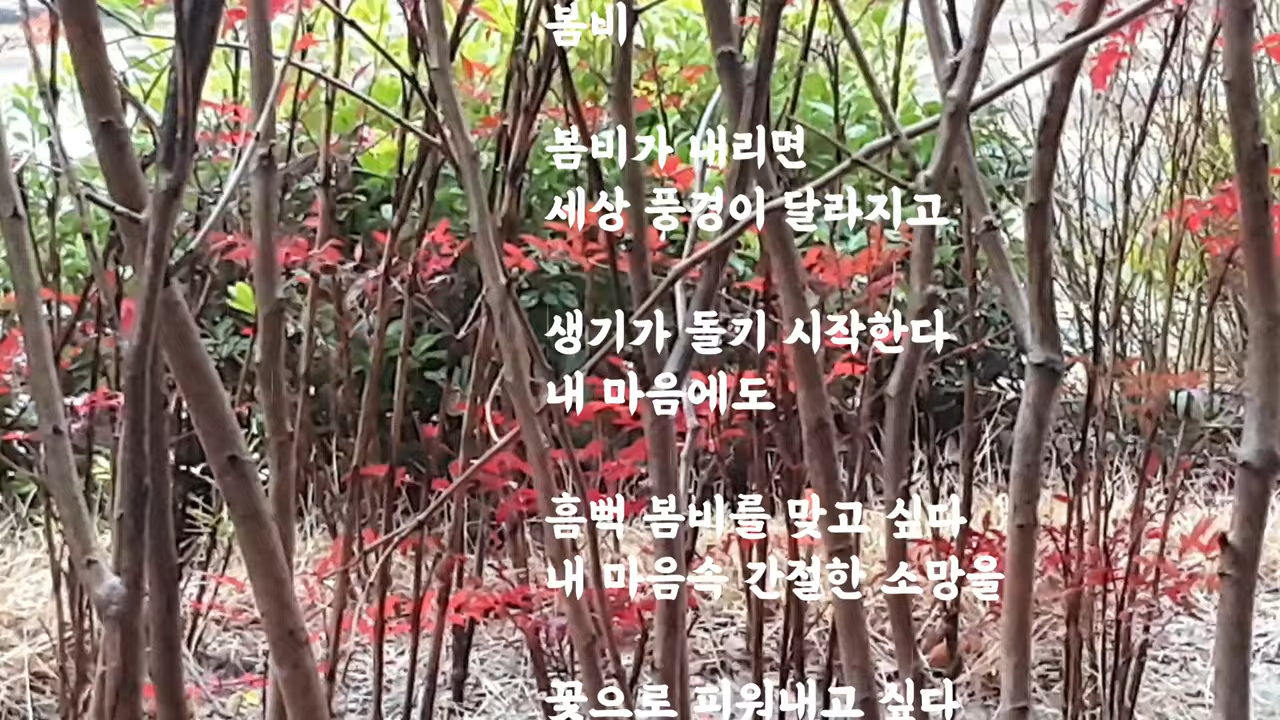 봄비
봄비가 내리면
세상 풍경이 달라지고
생기가 돌기 시작한다
내 마음에도
흠뻑 봄비를 맞고 싶다
내 마음속 간절한 소망을
꽃으로 피워내고 싶다